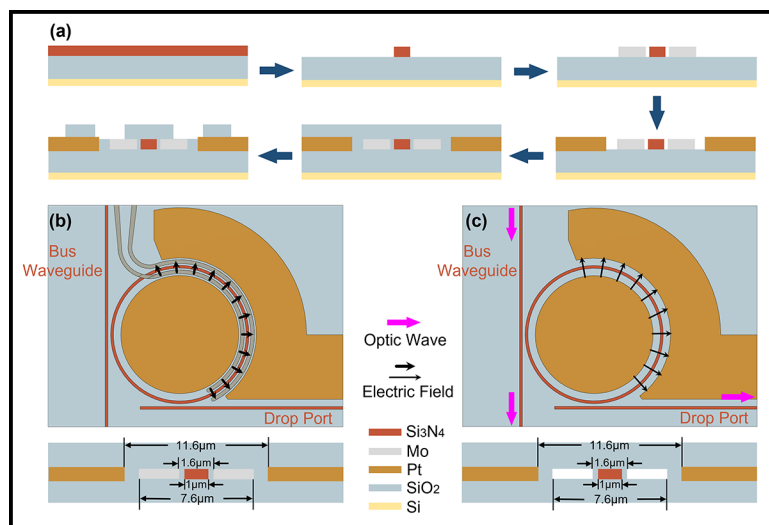 (a)
(b)
Bus
Waveguide
Drop Port
11.6μm
1.6μm
1μm
7.6μm
Optic Wave
Electric Field
Si₃N₄
Mo
Pt
SiO₂
Si
(c)
Bus
Waveguide
Drop Port
11.6μm
1.6μm
1μm
7.6μm